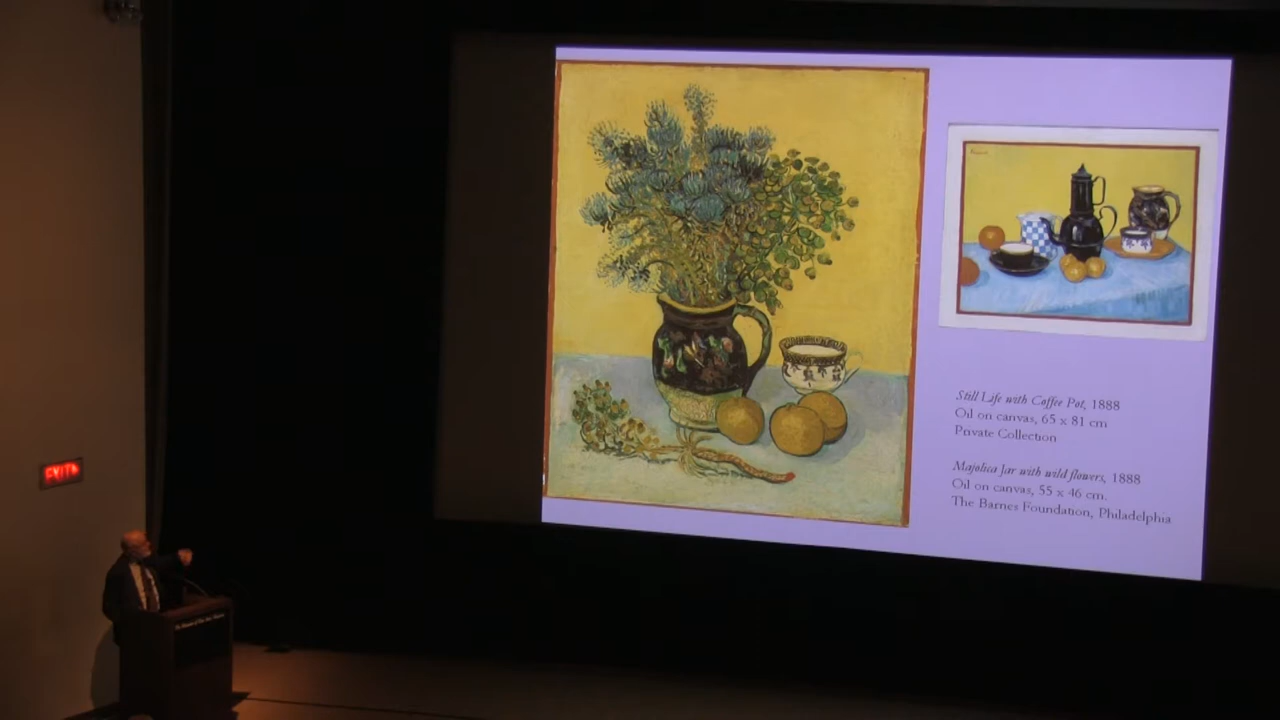 Still Life with Coffee Pot, 1888
Oil on canvas, 65 x 81 cm
Private Collection
Majolica Jar with wild flowers, 1888
Oil on canvas, 55 x 46 cm.
The Barnes Foundation, Philadelphia
EXIT